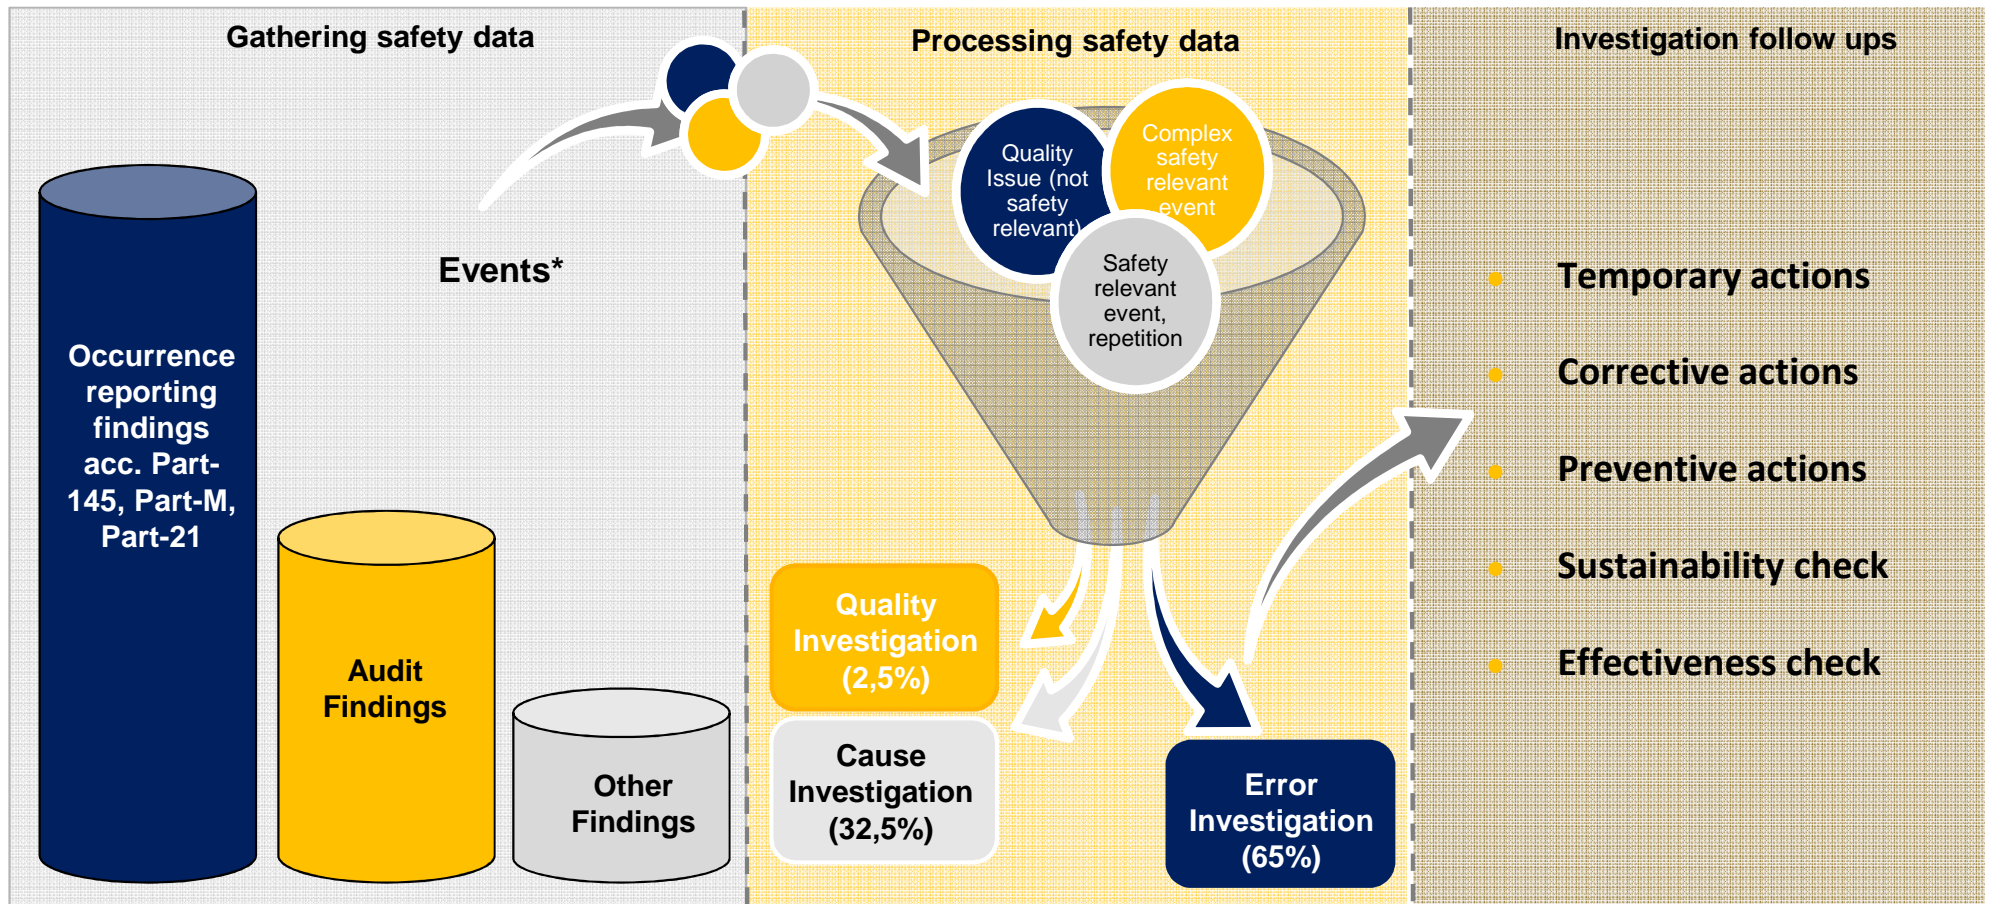 Gathering safety data
Events*
Occurrence
reporting
findings
acc. Part-
145, Part-M,
Part-21
Audit
Findings
Other
Findings
Processing safety data
Quality
Issue (not
safety
relevant)
Complex
safety
relevant
event
Safety
relevant
event,
repetition
Quality
Investigation
(2,5%)
Cause
Investigation
(32,5%)
Error
Investigation
(65%)
Investigation follow ups
• Temporary actions
• Corrective actions
• Preventive actions
• Sustainability check
• Effectiveness check